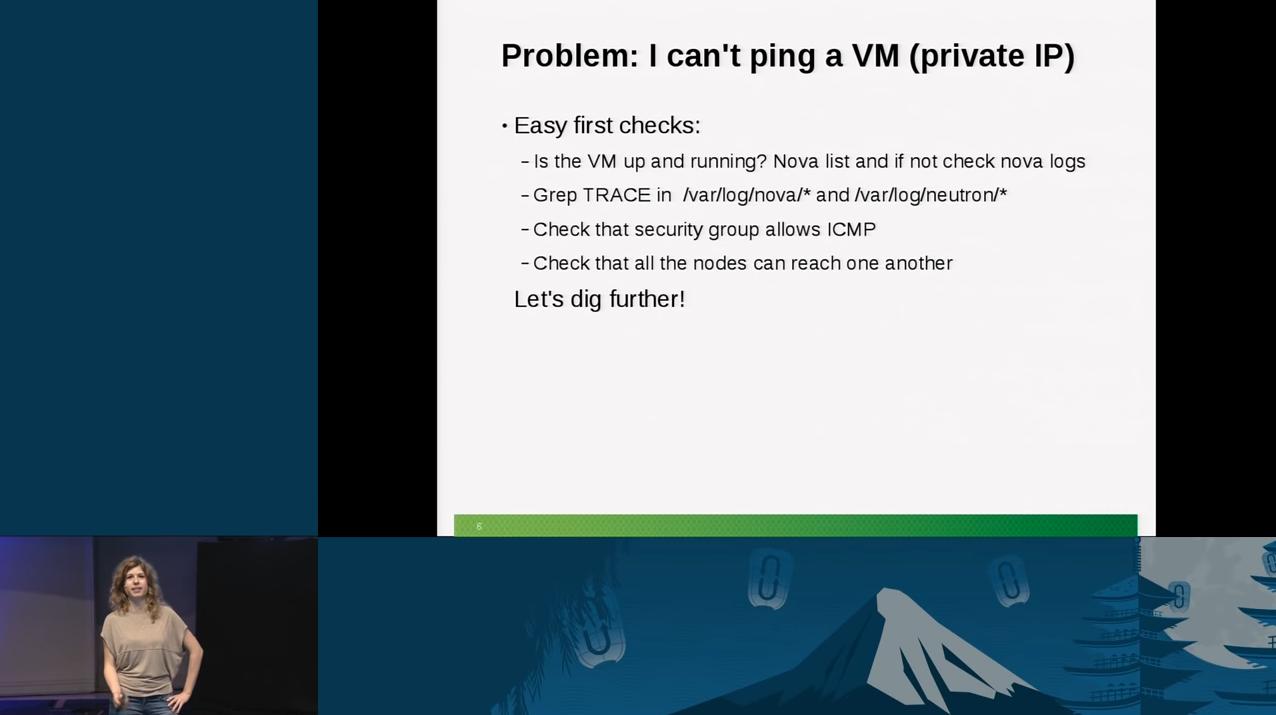 Problem: I can't ping a VM (private IP)
• Easy first checks:
– Is the VM up and running? Nova list and if not check nova logs
– Grep TRACE in /var/log/nova/* and /var/log/neutron/*
– Check that security group allows ICMP
– Check that all the nodes can reach one another
Let's dig further!
6